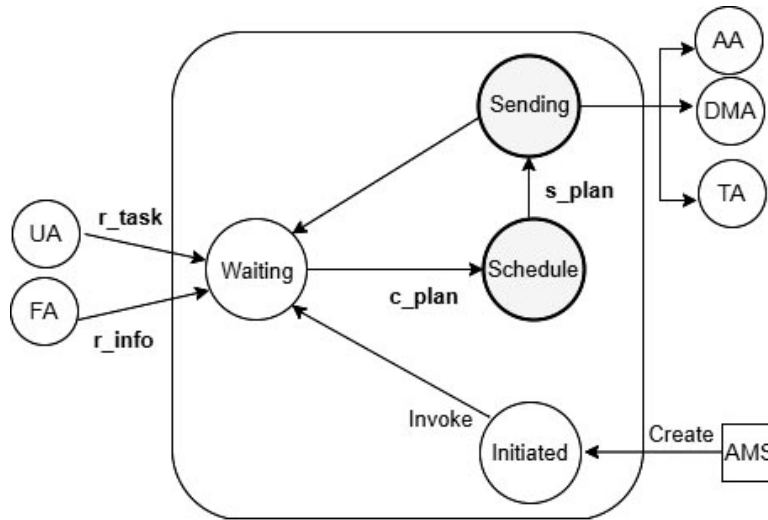 AA
Sending
DMA
s_plan
TA
r_task
UA
Waiting
Schedule
c_plan
FA
r_info
Invoke
Initiated
Create
AMS